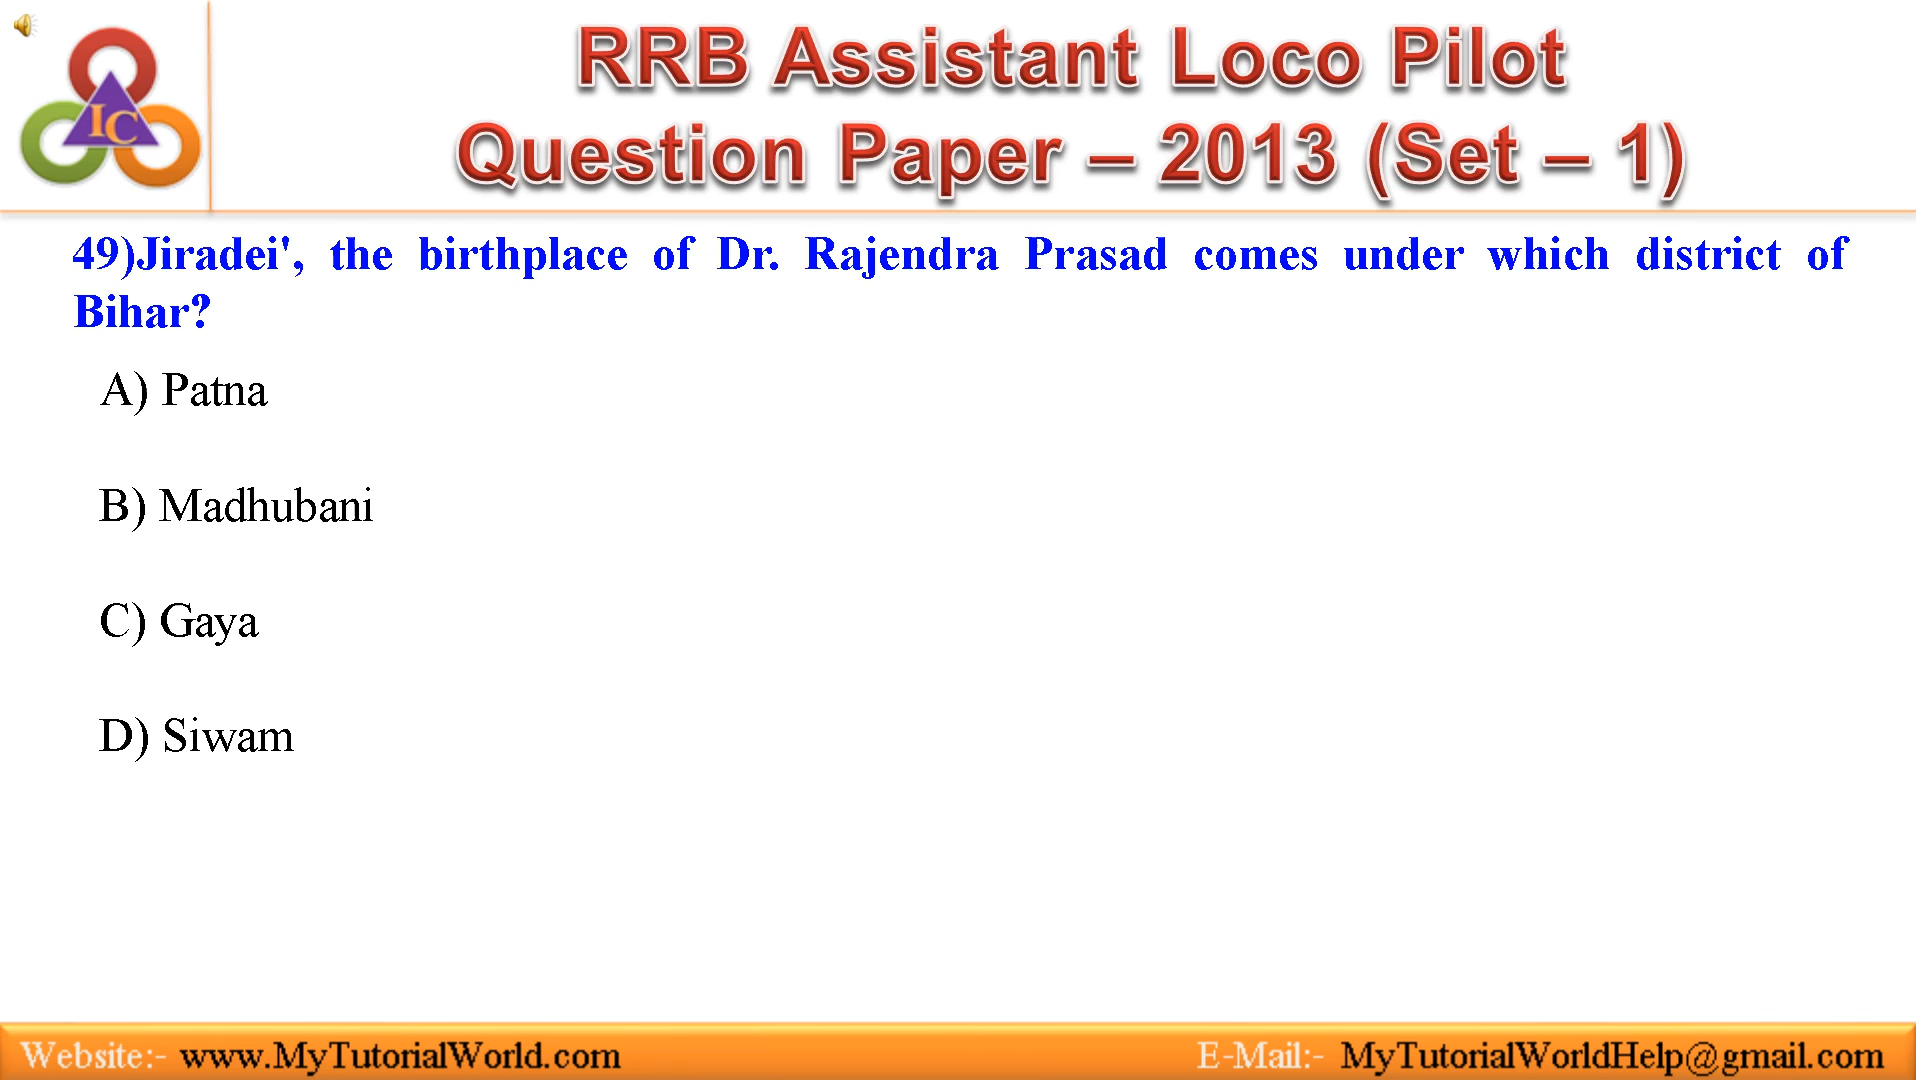 IC
RRB Assistant Loco Pilot
Question Paper – 2013 (Set – 1)
49)Jiradei', the birthplace of Dr. Rajendra Prasad comes under which district of
Bihar?
A) Patna
B) Madhubani
C) Gaya
D) Siwam
Website:- www.MyTutorialWorld.com E-Mail:- MyTutorialWorldHelp@gmail.com